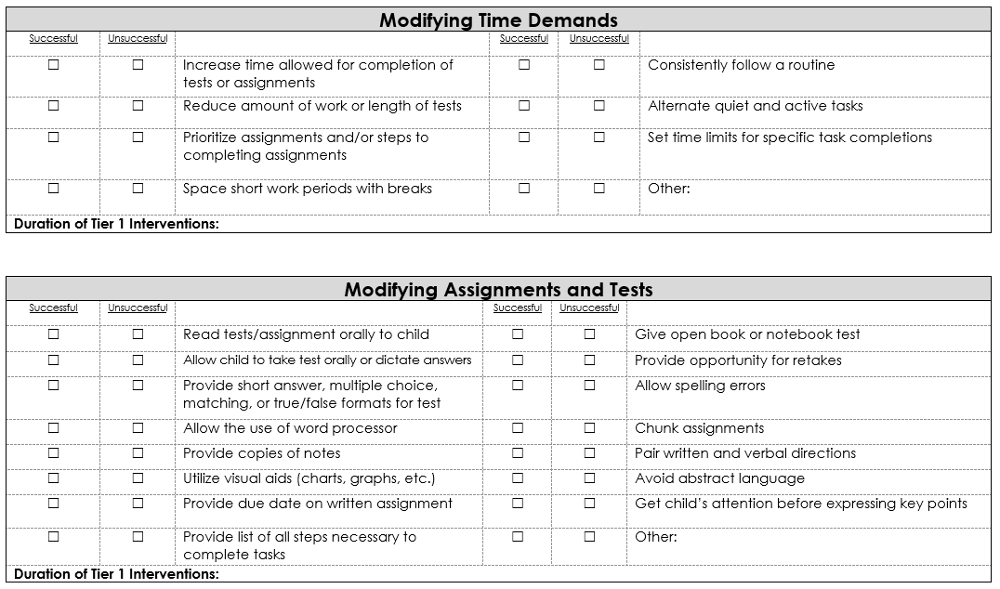 Modifying Time Demands
Successful Unsuccessful Successful Unsuccessful
☐ ☐ Increase time allowed for completion of
tests or assignments
☐ ☐ Consistently follow a routine
☐ ☐ Reduce amount of work or length of tests
☐ ☐ Alternate quiet and active tasks
☐ ☐ Prioritize assignments and/or steps to
completing assignments
☐ ☐ Set time limits for specific task completions
☐ ☐ Space short work periods with breaks
☐ ☐ Other:
Duration of Tier 1 Interventions:
Modifying Assignments and Tests
Successful Unsuccessful Successful Unsuccessful
☐ ☐ Read tests/assignment orally to child
☐ ☐ Give open book or notebook test
☐ ☐ Allow child to take test orally or dictate answers
☐ ☐ Provide opportunity for retakes
☐ ☐ Provide short answer, multiple choice,
matching, or true/false formats for test
☐ ☐ Allow spelling errors
☐ ☐ Allow the use of word processor
☐ ☐ Chunk assignments
☐ ☐ Provide copies of notes
☐ ☐ Pair written and verbal directions
☐ ☐ Utilize visual aids (charts, graphs, etc.)
☐ ☐ Avoid abstract language
☐ ☐ Provide due date on written assignment
☐ ☐ Get child's attention before expressing key points
☐ ☐ Provide list of all steps necessary to
complete tasks
☐ ☐ Other:
Duration of Tier 1 Interventions: